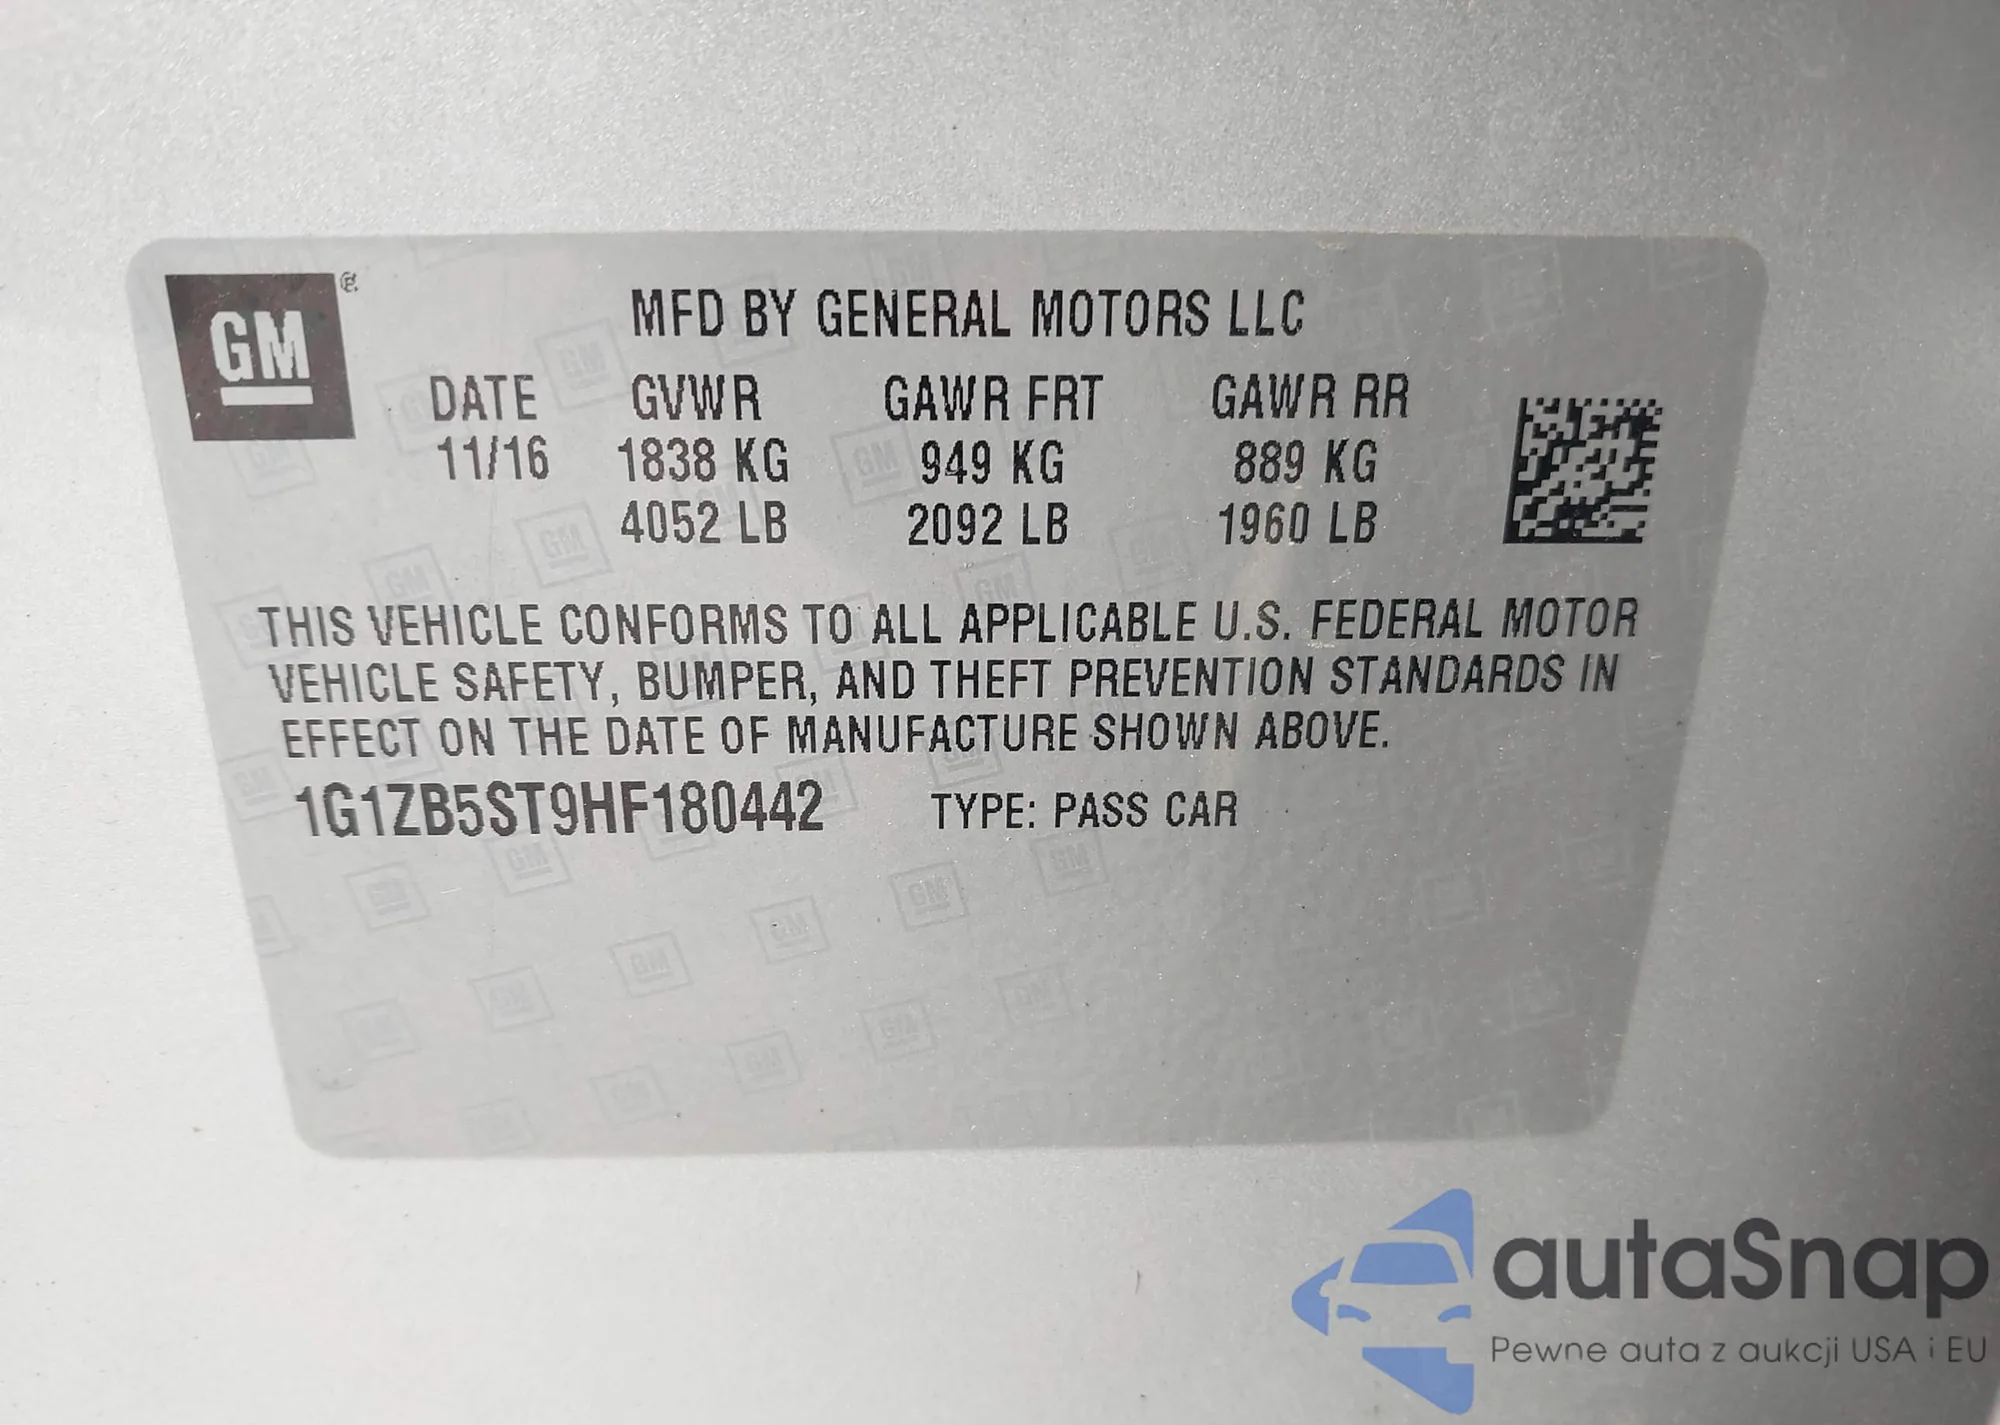 GM
MFD BY GENERAL MOTORS LLC
DATE GVWR GAWR FRT GAWR RR
11/16 1838 KG 949 KG 889 KG
4052 LB 2092 LB 1960 LB
THIS VEHICLE CONFORMS TO ALL APPLICABLE U.S. FEDERAL MOTOR
VEHICLE SAFETY, BUMPER, AND THEFT PREVENTION STANDARDS IN
EFFECT ON THE DATE OF MANUFACTURE SHOWN ABOVE.
1G1ZB5ST9HF180442 TYPE: PASS CAR
autaSnap
Pewne auta z aukcji USA i EU